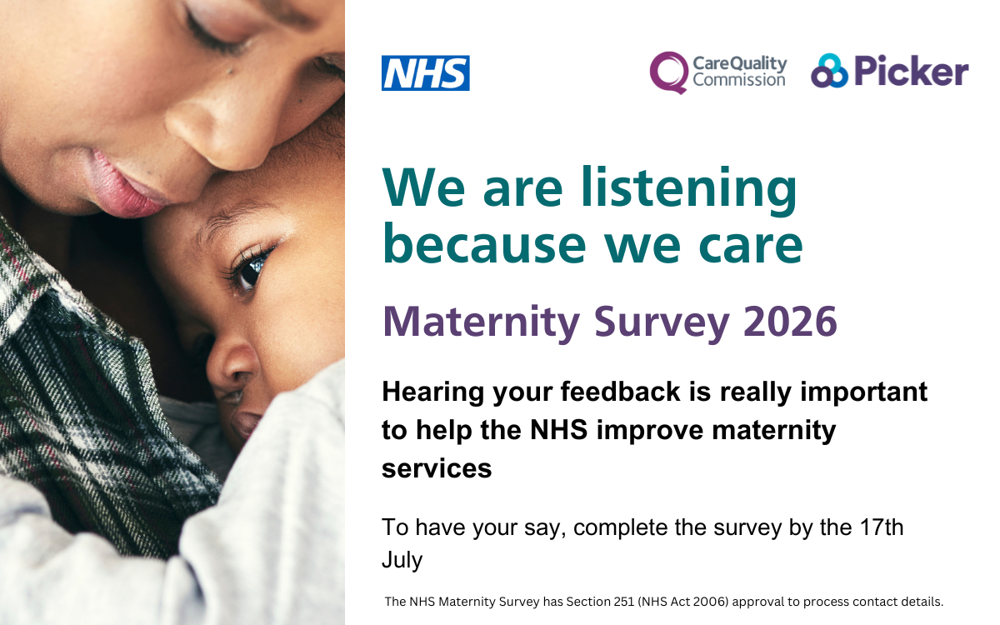 NHS
CareQuality
Commission
Picker
We are listening
because we care
Maternity Survey 2026
Hearing your feedback is really important
to help the NHS improve maternity
services
To have your say, complete the survey by the 17th
July
The NHS Maternity Survey has Section 251 (NHS Act 2006) approval to process contact details.